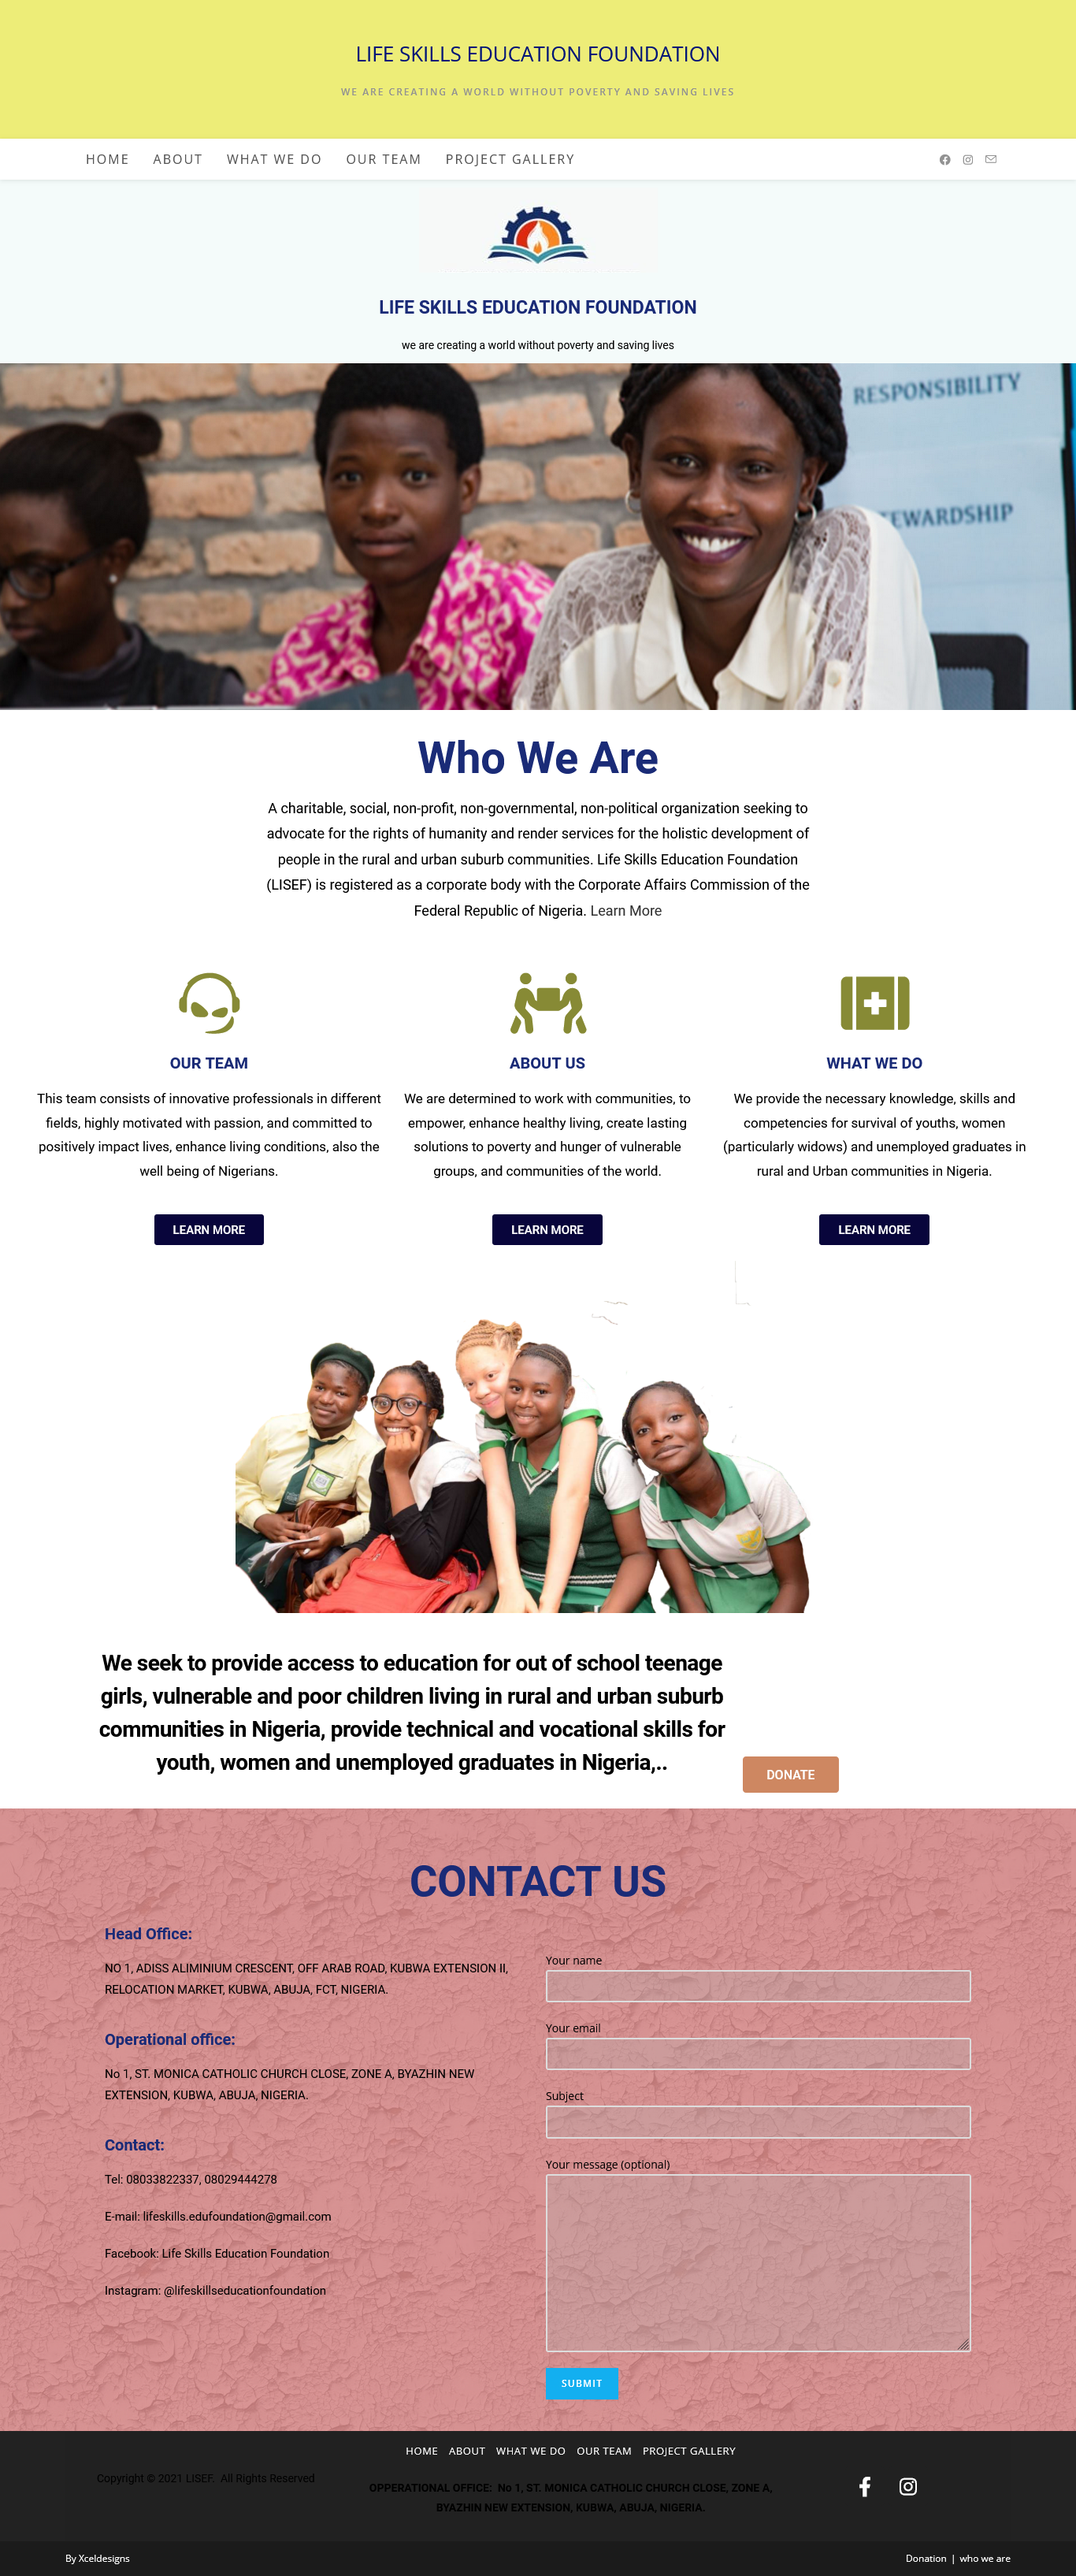 LIFE SKILLS EDUCATION FOUNDATION
WE ARE CREATING A WORLD WITHOUT POVERTY AND SAVING LIVES
HOME ABOUT WHAT WE DO OUR TEAM PROJECT GALLERY
LIFE SKILLS EDUCATION FOUNDATION
we are creating a world without poverty and saving lives
RESPONSIBILITY
TEWARDSHIP
Who We Are
A charitable, social, non-profit, non-governmental, non-political organization seeking to
advocate for the rights of humanity and render services for the holistic development of
people in the rural and urban suburb communities. Life Skills Education Foundation
(LISEF) is registered as a corporate body with the Corporate Affairs Commission of the
Federal Republic of Nigeria. Learn More
OUR TEAM
This team consists of innovative professionals in different
fields, highly motivated with passion, and committed to
positively impact lives, enhance living conditions, also the
well being of Nigerians.
LEARN MORE
ABOUT US
We are determined to work with communities, to
empower, enhance healthy living, create lasting
solutions to poverty and hunger of vulnerable
groups, and communities of the world.
LEARN MORE
WHAT WE DO
We provide the necessary knowledge, skills and
competencies for survival of youths, women
(particularly widows) and unemployed graduates in
rural and Urban communities in Nigeria.
LEARN MORE
We seek to provide access to education for out of school teenage
girls, vulnerable and poor children living in rural and urban suburb
communities in Nigeria, provide technical and vocational skills for
youth, women and unemployed graduates in Nigeria,..
DONATE
CONTACT US
Head Office:
NO 1, ADISS ALIMINIUM CRESCENT, OFF ARAB ROAD, KUBWA EXTENSION II,
RELOCATION MARKET, KUBWA, ABUJA, FCT, NIGERIA.
Operational office:
No 1, ST. MONICA CATHOLIC CHURCH CLOSE, ZONE A, BYAZHIN NEW
EXTENSION, KUBWA, ABUJA, NIGERIA.
Contact:
Tel: 08033822337, 08029444278
E-mail: lifeskills.edufoundation@gmail.com
Facebook: Life Skills Education Foundation
Instagram: @lifeskillseducationfoundation
Your name
Your email
Subject
Your message (optional)
SUBMIT
HOME ABOUT WHAT WE DO OUR TEAM PROJECT GALLERY
Copyright © 2021 LISEF. All Rights Reserved
OPPERATIONAL OFFICE: No 1, ST. MONICA CATHOLIC CHURCH CLOSE, ZONE A,
BYAZHIN NEW EXTENSION, KUBWA, ABUJA, NIGERIA.
By Xceldesigns
Donation | who we are